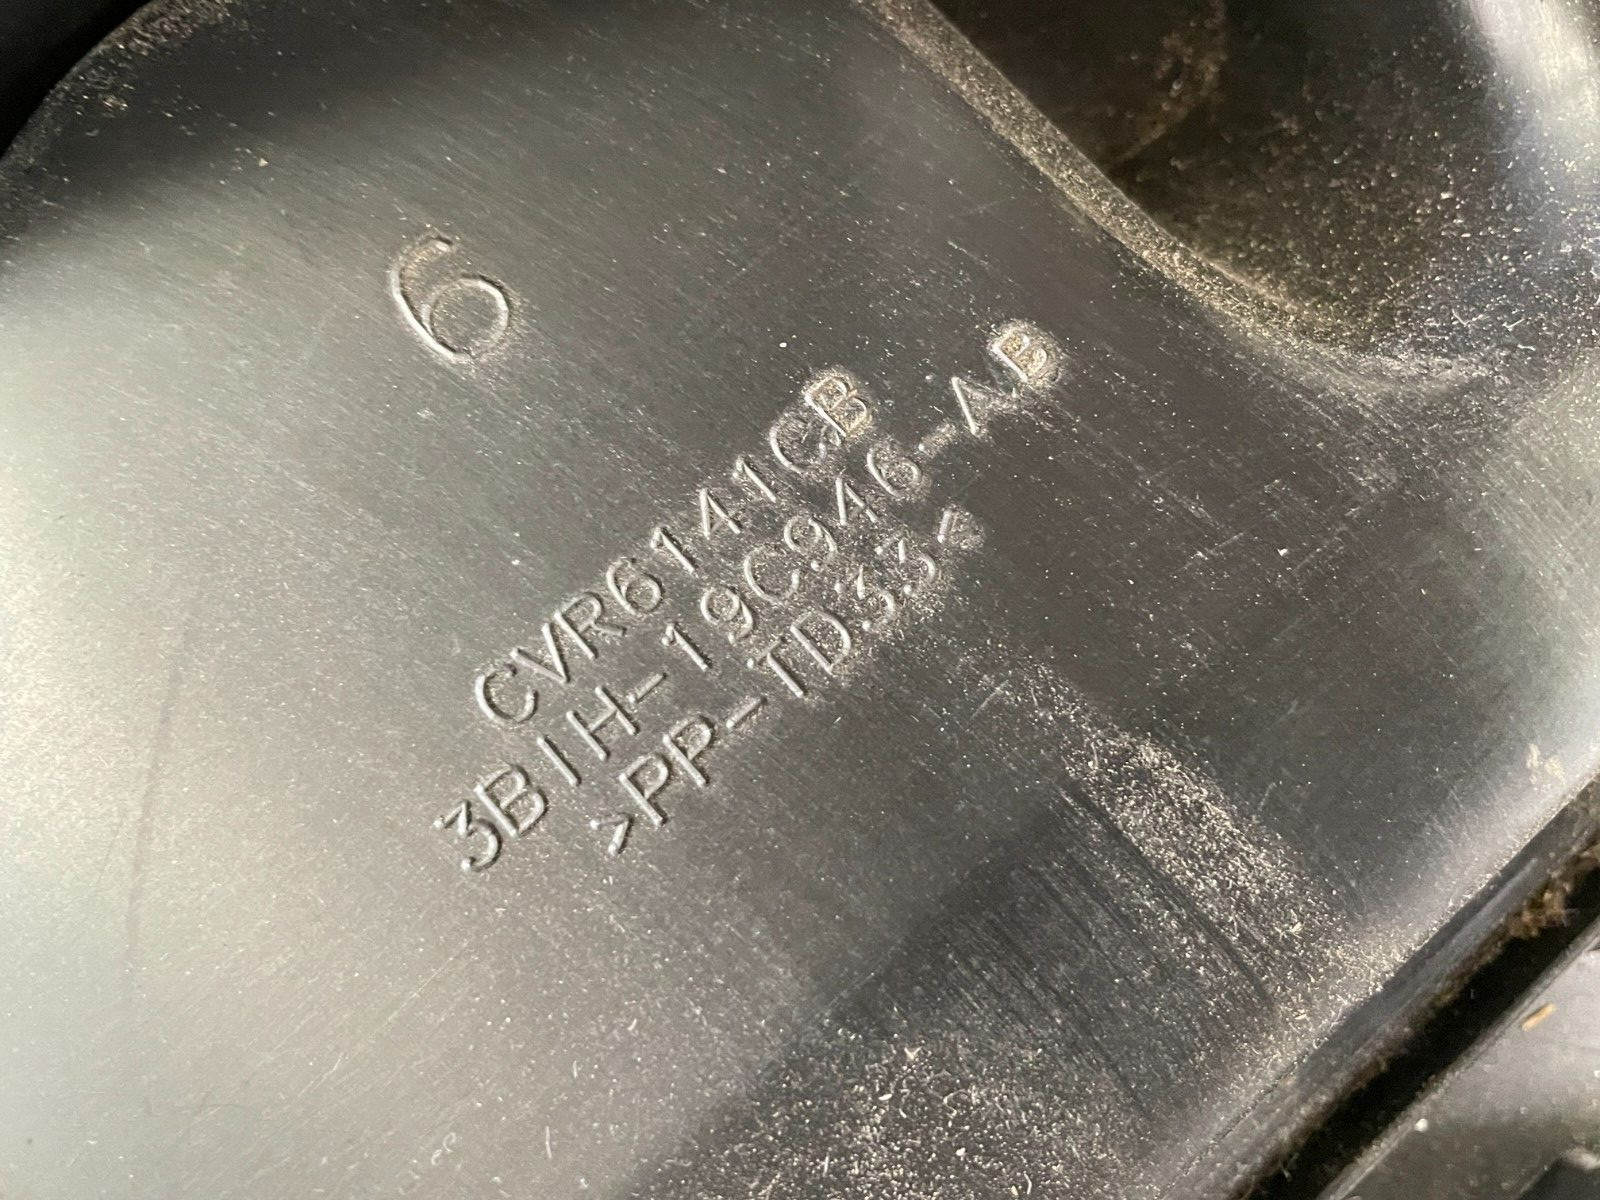 6
CVR6141CB
3B1H-19C946-AB
>PP-TD33<